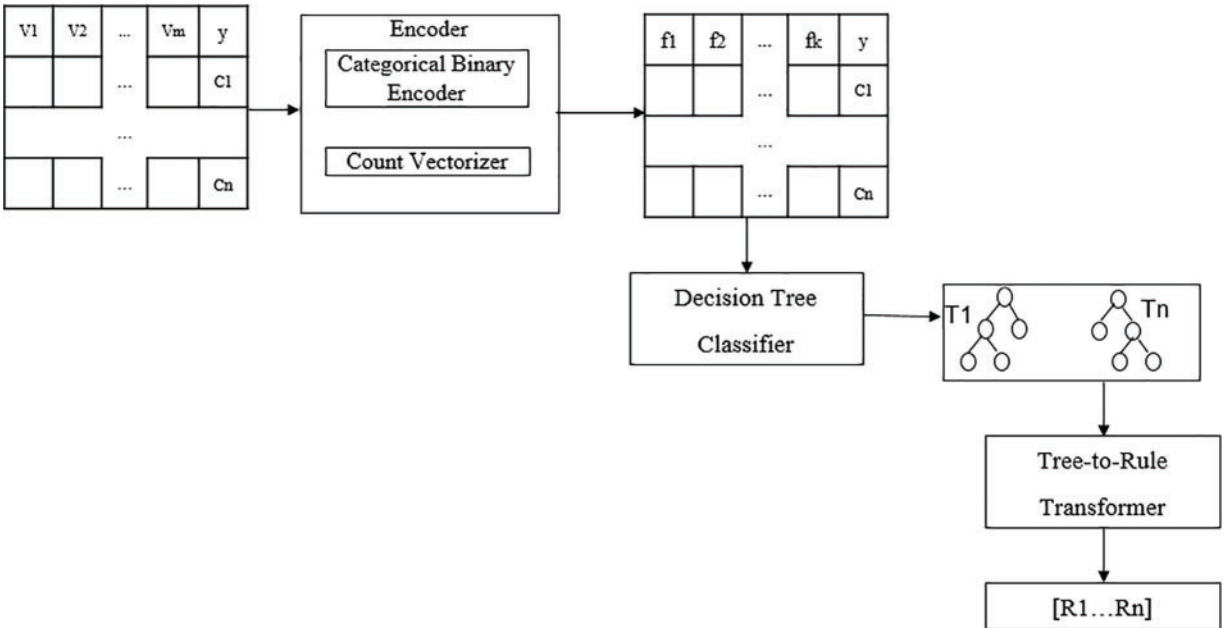 V1 V2 ... Vm y
... C1
...
... Cn
Encoder
Categorical Binary
Encoder
Count Vectorizer
f1 f2 ... fk y
... C1
...
... Cn
Decision Tree
Classifier
T1 Tn
Tree-to-Rule
Transformer
[R1...Rn]